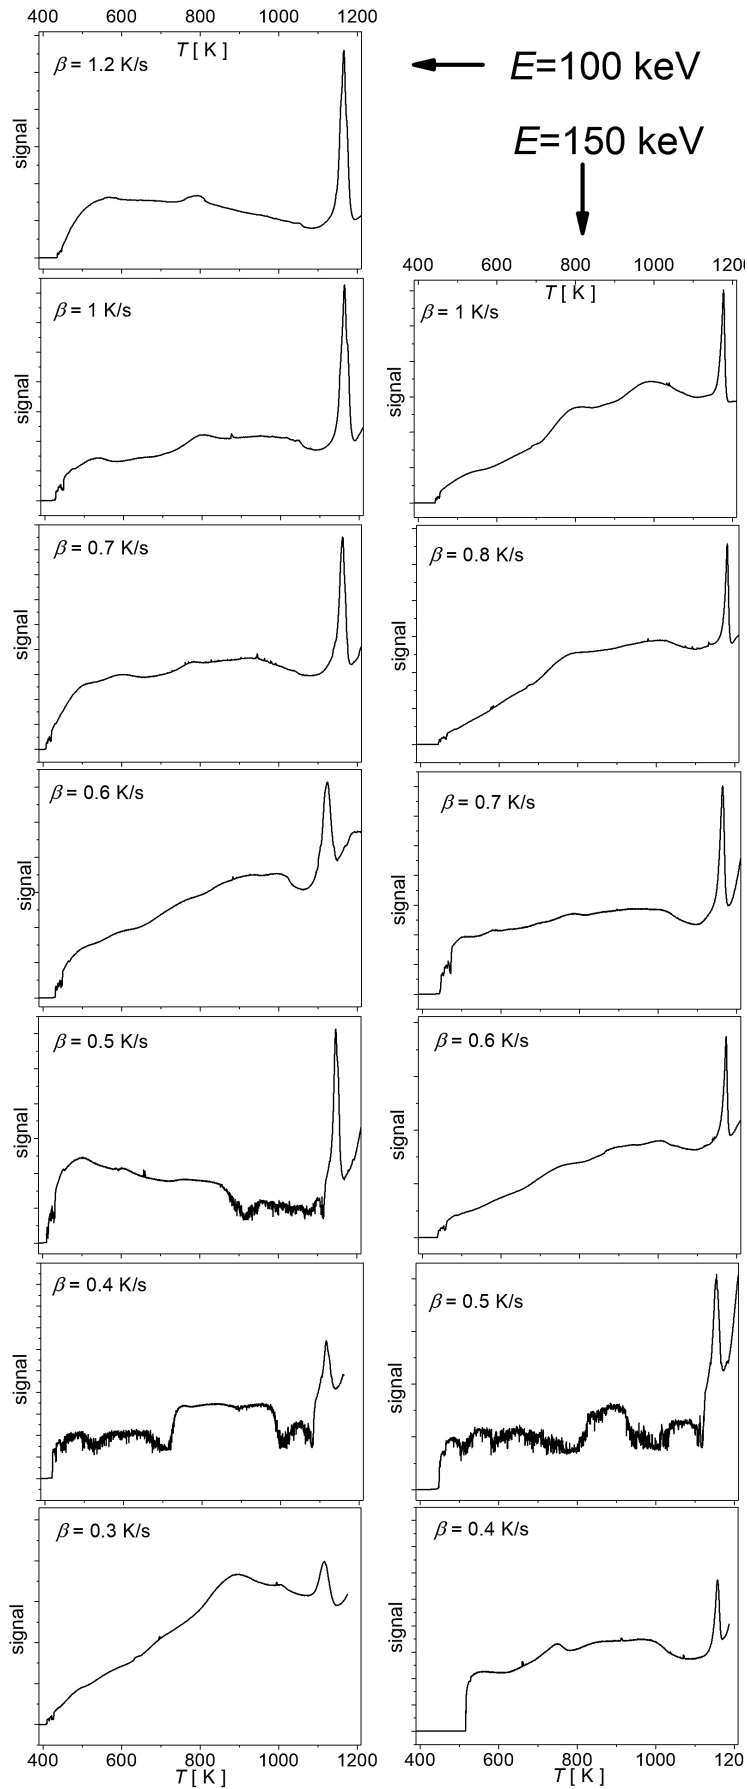 400 600 800 1000 1200
T [ K ]
β = 1.2 K/s
signal
E=100 keV
E=150 keV
β = 1 K/s
signal
400 600 800 1000 120
T [ K ]
β = 1 K/s
signal
β = 0.7 K/s
signal
β = 0.8 K/s
signal
β = 0.6 K/s
signal
β = 0.7 K/s
signal
β = 0.5 K/s
signal
β = 0.6 K/s
signal
β = 0.4 K/s
signal
β = 0.5 K/s
signal
β = 0.3 K/s
signal
400 600 800 1000 1200
T [ K ]
β = 0.4 K/s
signal
400 600 800 1000 1200
T [ K ]